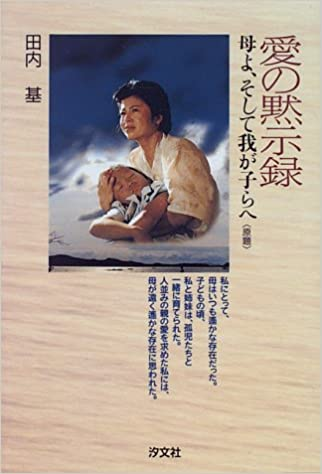 愛の黙示録
母よ、そして我が子らへ
〈原題〉
田内 基
私にとって、
母はいつも遥かな存在だった。
子どもの頃、
私と姉妹は、孤児たちと
一緒に育てられた。
人並みの親の愛を求めた私には、
母が遠く遥かな存在に思われた。
汐文社